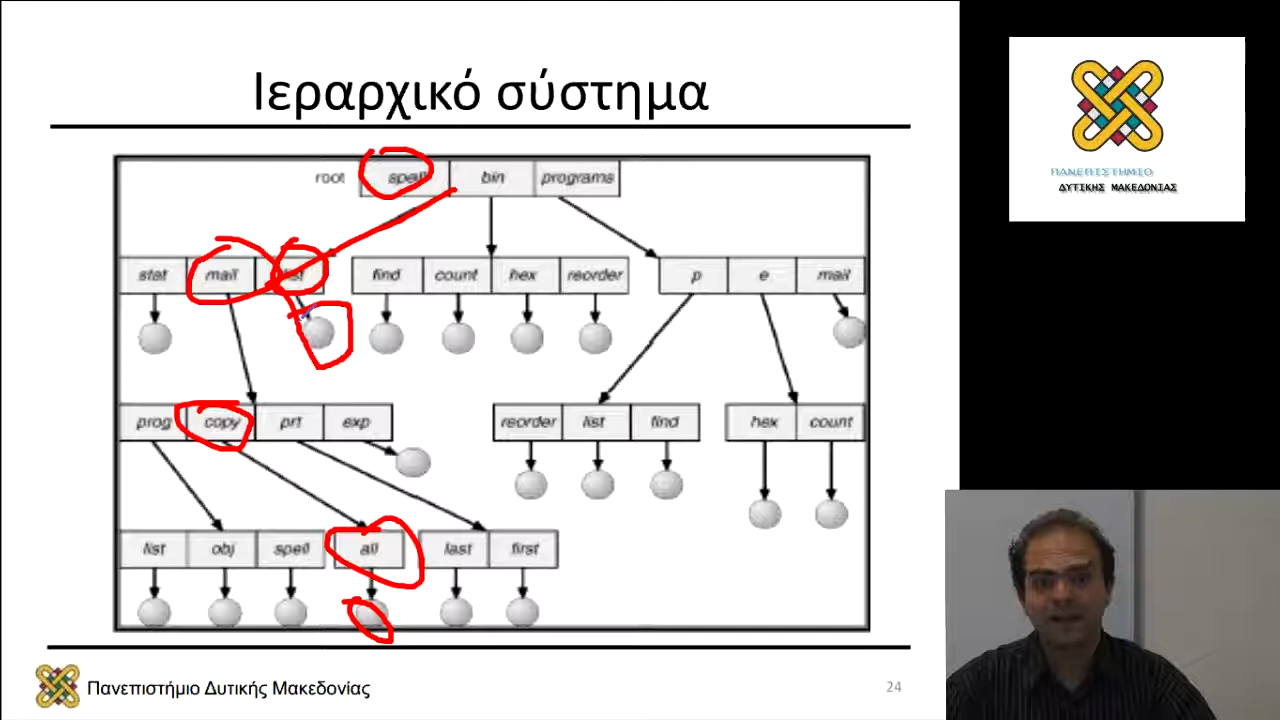 Ιεραρχικό σύστημα
root spell bin programs
stat mail list find count hex reorder p e mail
prog copy prt exp reorder list find hex count
list obj spell all last first
Πανεπιστήμιο Δυτικής Μακεδονίας
24
ΠΑΝΕΠΙΣΤΗΜΙΟ
ΔΥΤΙΚΗΣ ΜΑΚΕΔΟΝΙΑΣ